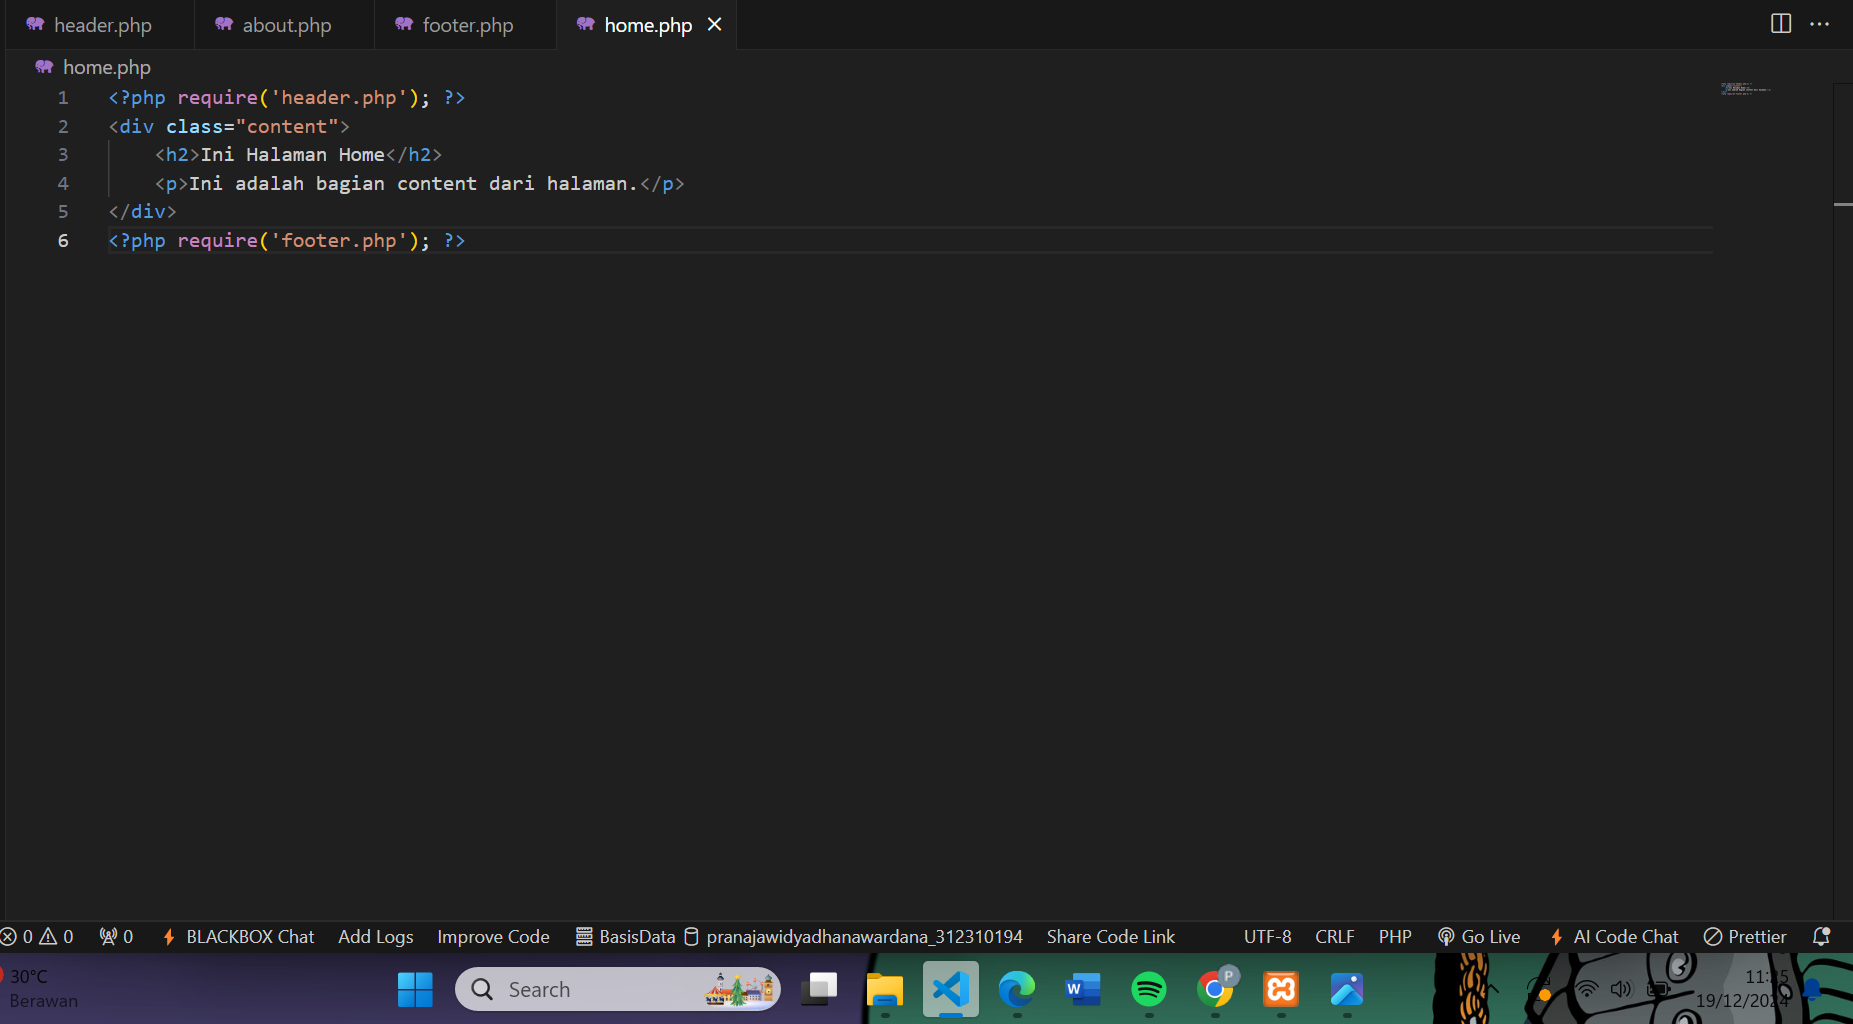 header.php about.php footer.php home.php
home.php
1 <?php require('header.php'); ?>
2 <div class="content">
3 <h2>Ini Halaman Home</h2>
4 <p>Ini adalah bagian content dari halaman.</p>
5 </div>
6 <?php require('footer.php'); ?>
0 0 0 BLACKBOX Chat Add Logs Improve Code BasisData pranajawidyadhanawardana_312310194 Share Code Link UTF-8 CRLF PHP Go Live AI Code Chat Prettier
30°C
Berawan
Search
P
11:25
19/12/2024